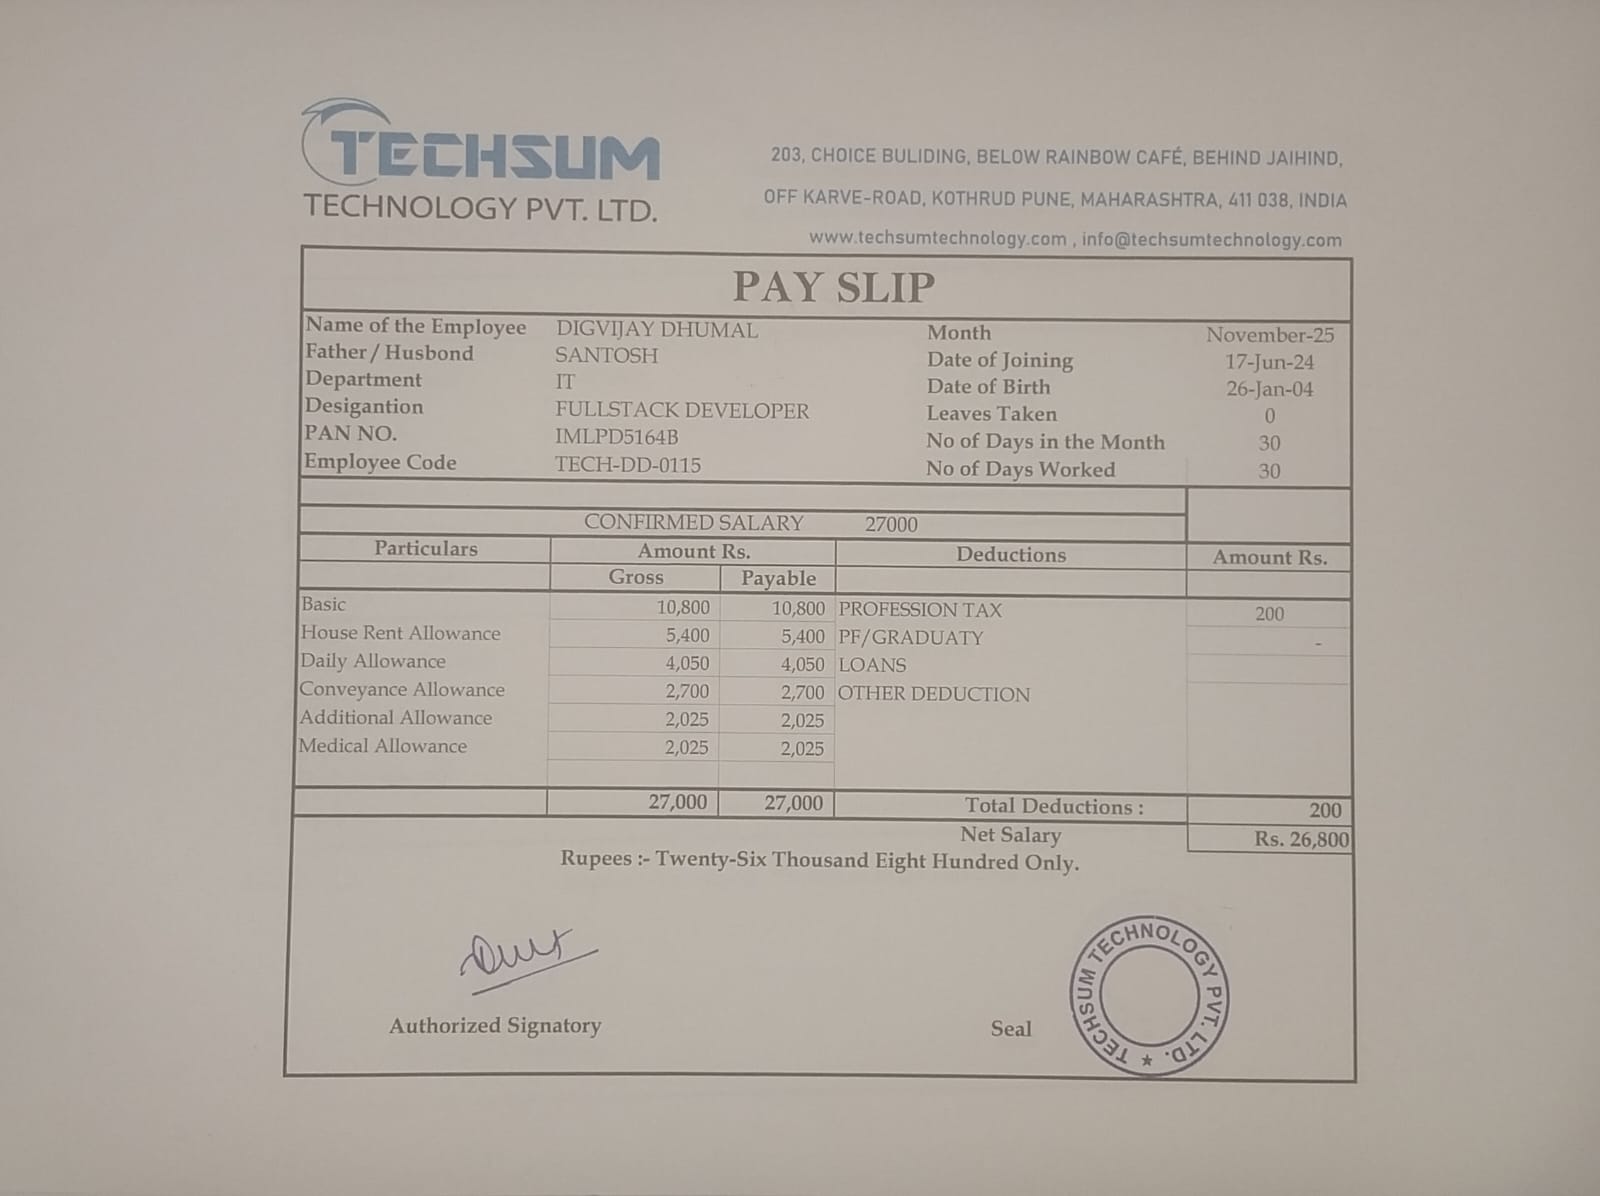 TECHSUM
TECHNOLOGY PVT. LTD.
203, CHOICE BULIDING, BELOW RAINBOW CAFÉ, BEHIND JAIHIND,
OFF KARVE-ROAD, KOTHRUD PUNE, MAHARASHTRA, 411 038, INDIA
www.techsumtechnology.com , info@techsumtechnology.com
PAY SLIP
Name of the Employee DIGVIJAY DHUMAL Month November-25
Father / Husbond SANTOSH Date of Joining 17-Jun-24
Department IT Date of Birth 26-Jan-04
Desigantion FULLSTACK DEVELOPER Leaves Taken 0
PAN NO. IMLPD5164B No of Days in the Month 30
Employee Code TECH-DD-0115 No of Days Worked 30
CONFIRMED SALARY 27000
Particulars Amount Rs. Deductions Amount Rs.
Gross Payable
Basic 10,800 10,800 PROFESSION TAX 200
House Rent Allowance 5,400 5,400 PF/GRADUATY -
Daily Allowance 4,050 4,050 LOANS
Conveyance Allowance 2,700 2,700 OTHER DEDUCTION
Additional Allowance 2,025 2,025
Medical Allowance 2,025 2,025
27,000 27,000 Total Deductions : 200
Net Salary Rs. 26,800
Rupees :- Twenty-Six Thousand Eight Hundred Only.
Authorized Signatory Seal
TECHSUM TECHNOLOGY PVT. LTD. ★